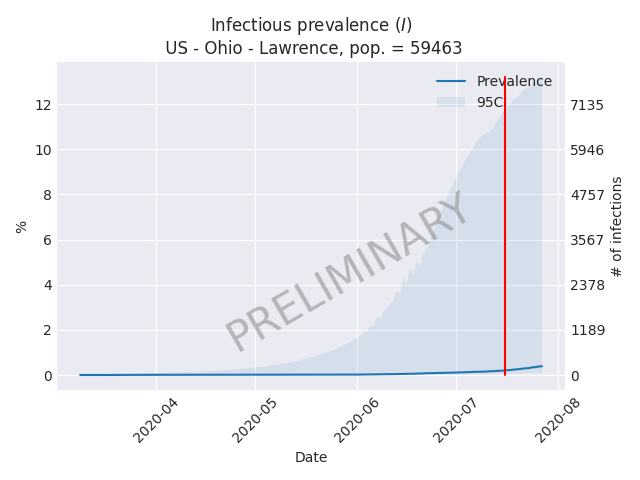 Infectious prevalence (I)
US - Ohio - Lawrence, pop. = 59463
Prevalence
95C
12
10
8
6
4
2
0
%
7135
5946
4757
3567
2378
1189
0
# of infections
PRELIMINARY
2020-04
2020-05
2020-06
2020-07
2020-08
Date